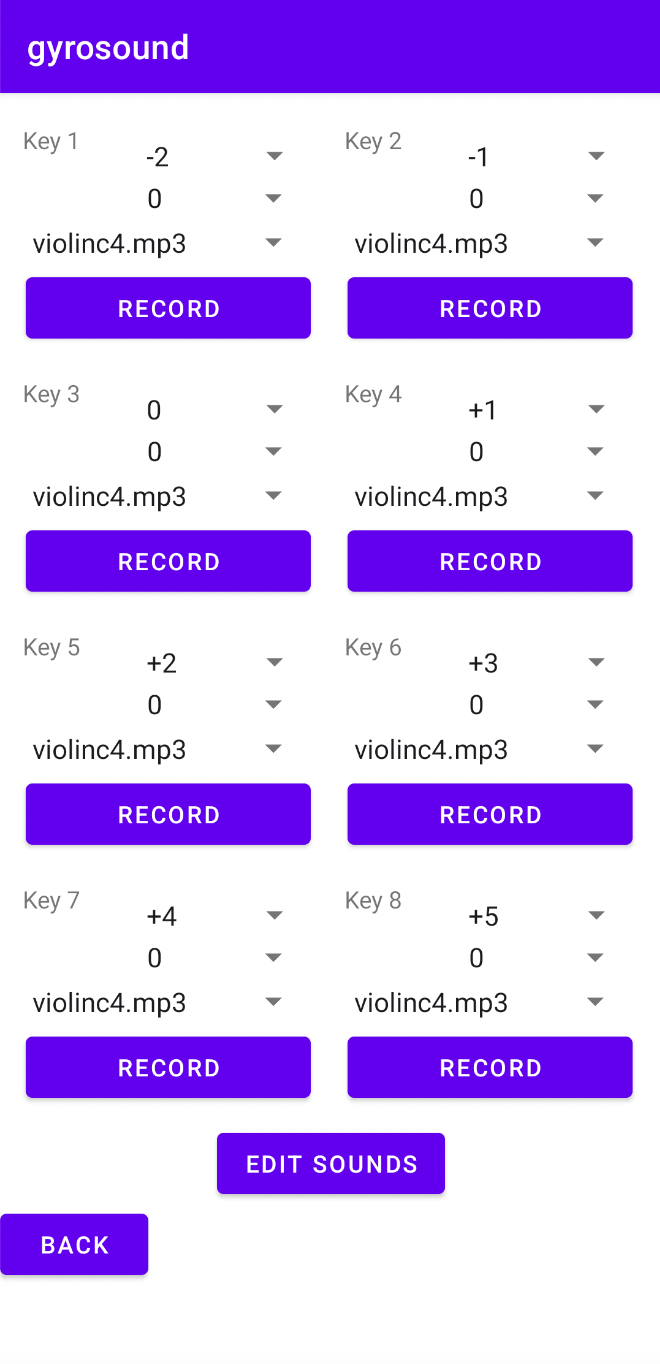 gyrosound
Key 1
-2
0
violinc4.mp3
RECORD
Key 2
-1
0
violinc4.mp3
RECORD
Key 3
0
0
violinc4.mp3
RECORD
Key 4
+1
0
violinc4.mp3
RECORD
Key 5
+2
0
violinc4.mp3
RECORD
Key 6
+3
0
violinc4.mp3
RECORD
Key 7
+4
0
violinc4.mp3
RECORD
Key 8
+5
0
violinc4.mp3
RECORD
EDIT SOUNDS
BACK